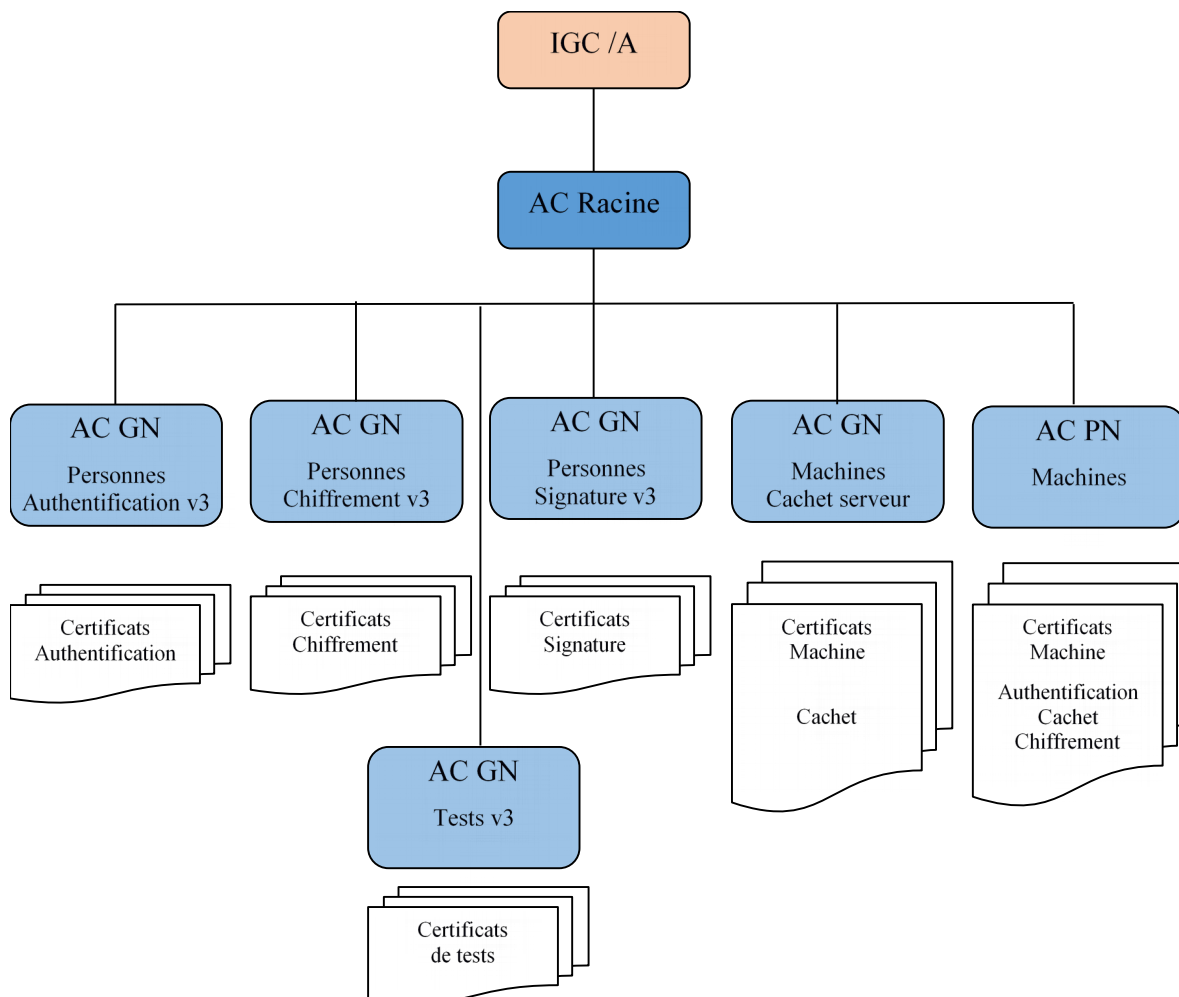 IGC /A
AC Racine
AC GN
Personnes
Authentification v3
AC GN
Personnes
Chiffrement v3
AC GN
Personnes
Signature v3
AC GN
Machines
Cachet serveur
AC PN
Machines
Certificats
Authentification
Certificats
Chiffrement
Certificats
Signature
Certificats
Machine
Cachet
Certificats
Machine
Authentification
Cachet
Chiffrement
AC GN
Tests v3
Certificats
de tests